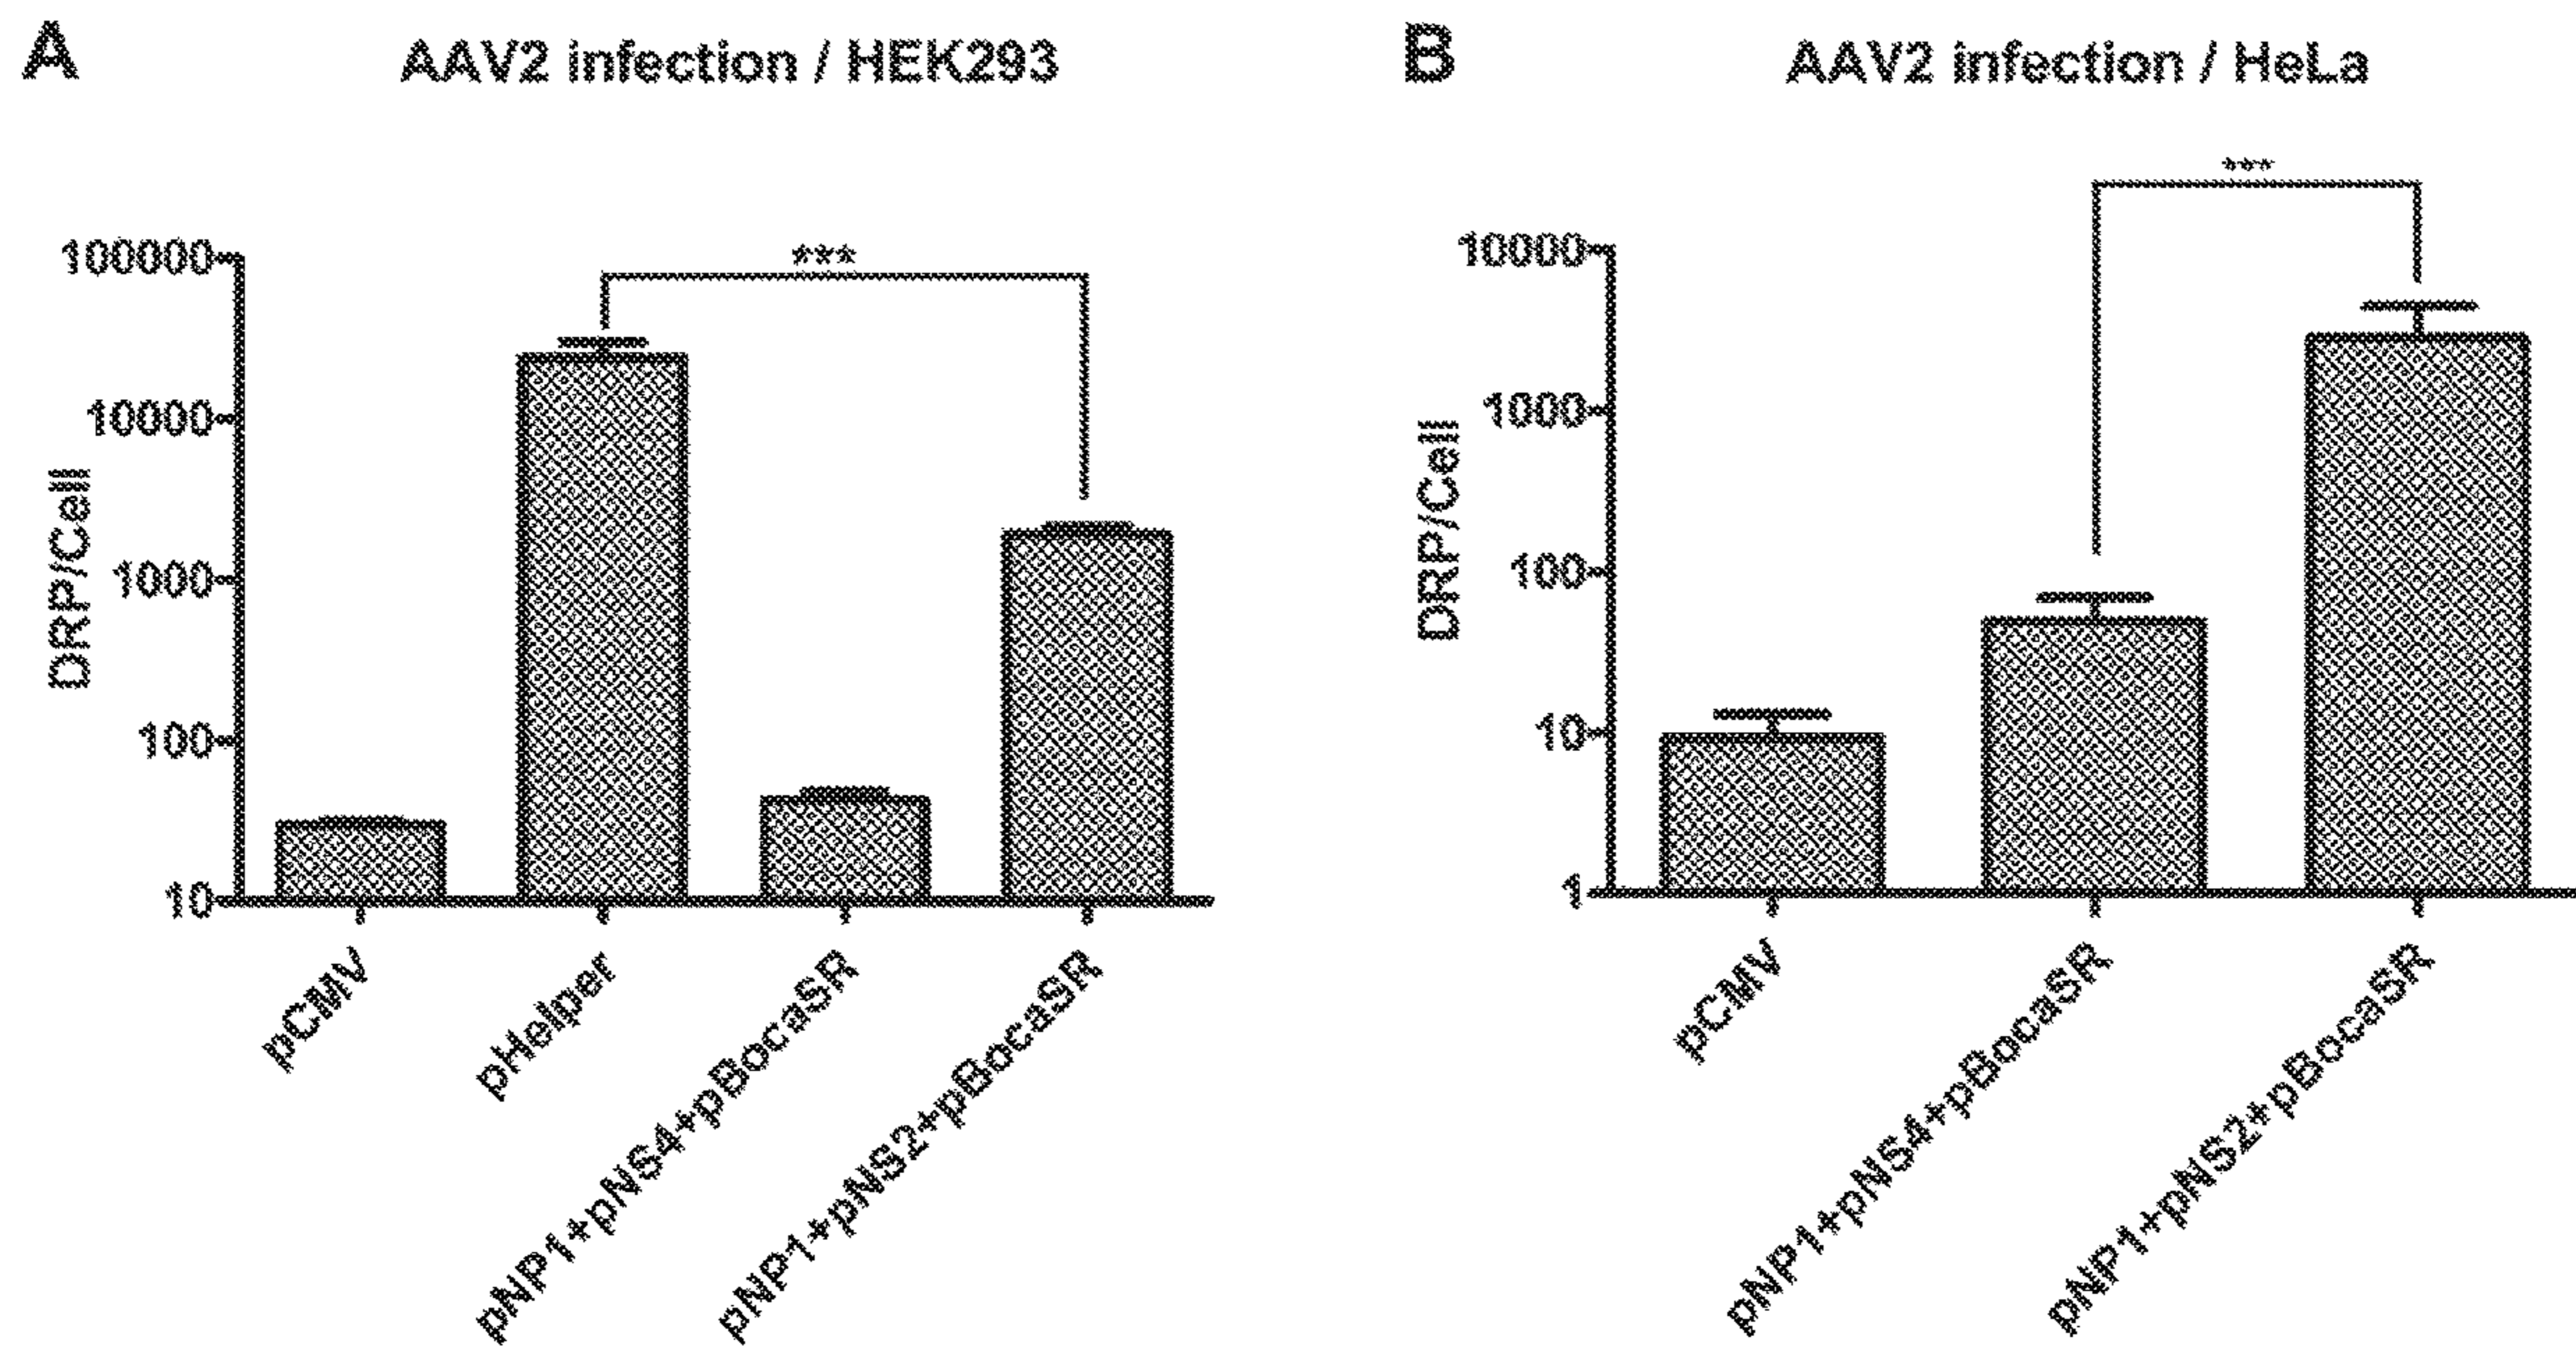 A
AAV2 infection / HEK293
***
100000
10000
1000
100
10
DRP/Cell
pCMV
pHelper
pNP1+pNS4+pBocaSR
pNP1+pNS2+pBocaSR
B
AAV2 infection / HeLa
***
10000
1000
100
10
1
DRP/Cell
pCMV
pNP1+pNS4+pBocaSR
pNP1+pNS2+pBocaSR